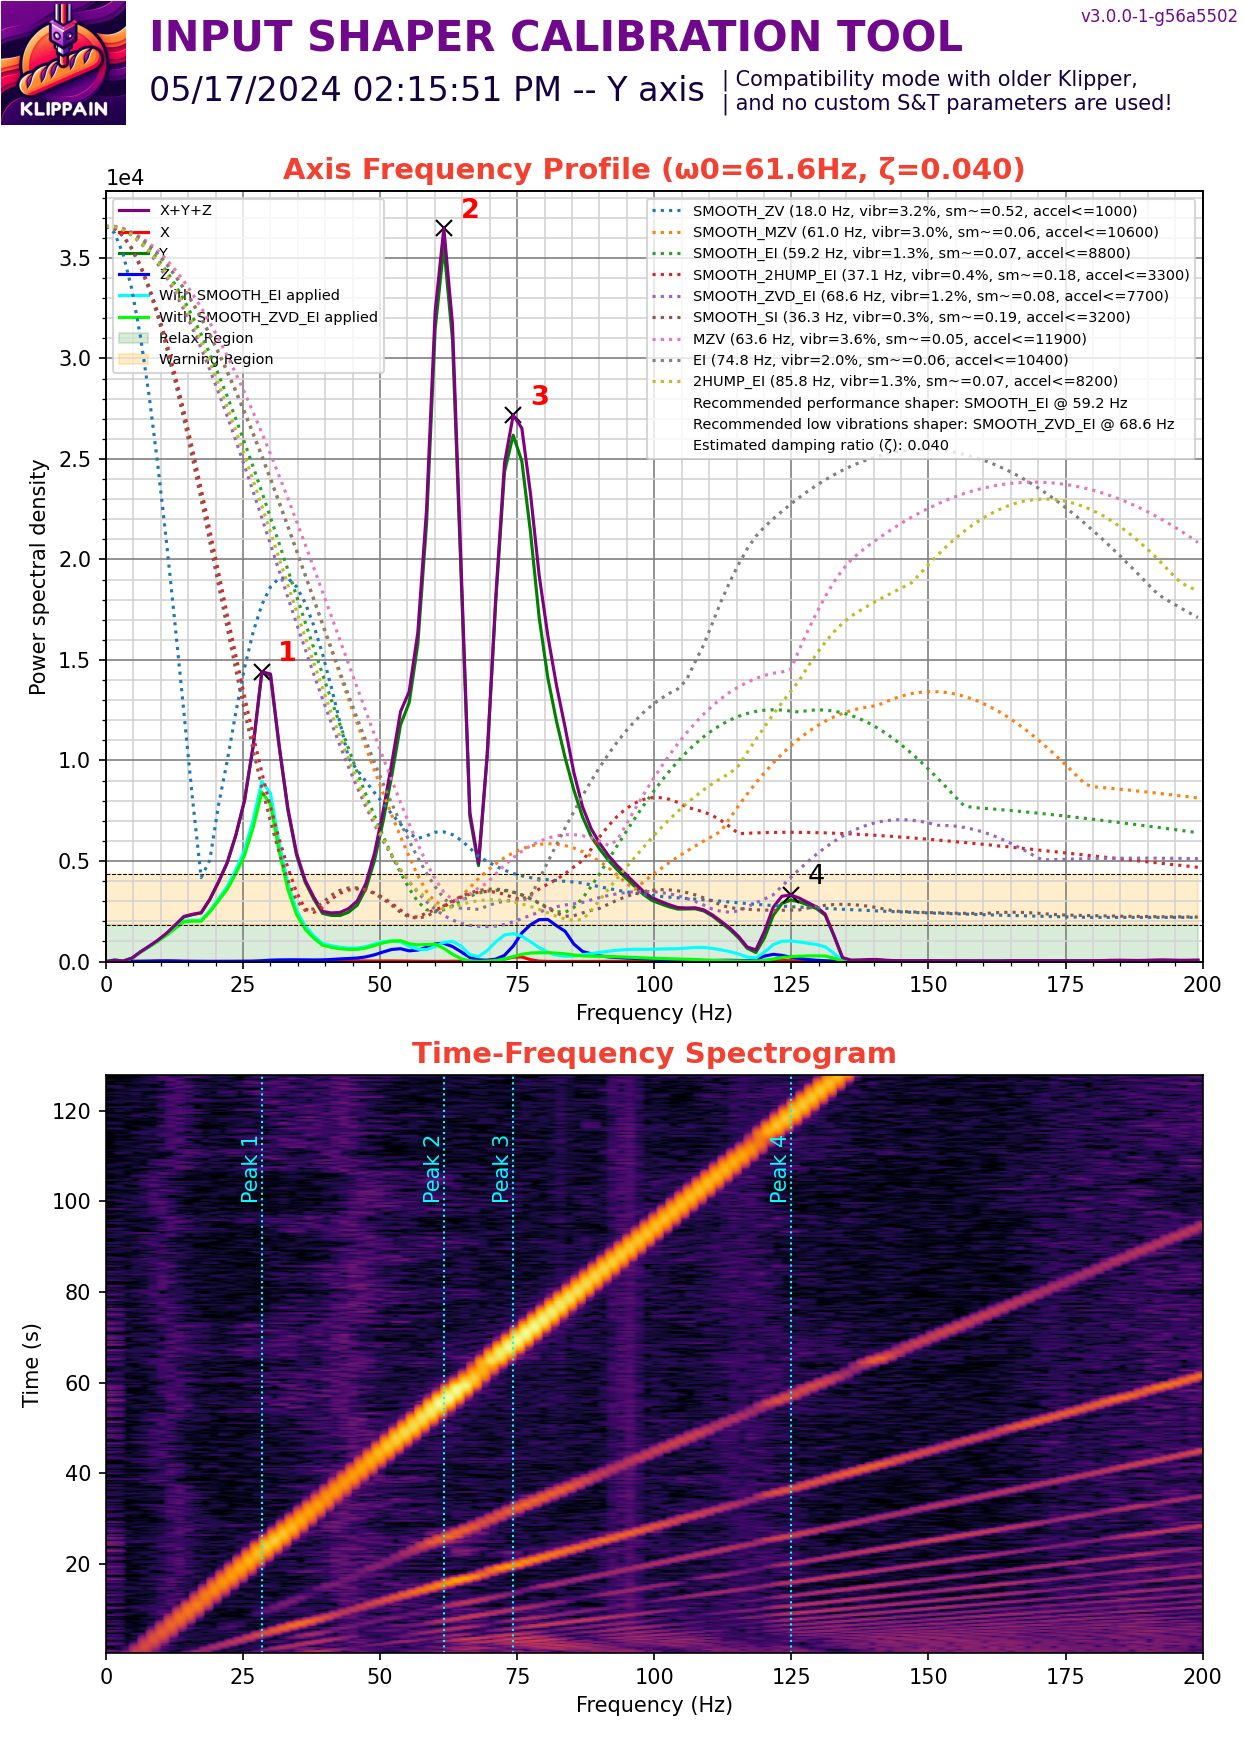 v3.0.0-1-g56a5502
INPUT SHAPER CALIBRATION TOOL
KLIPPAIN
05/17/2024 02:15:51 PM -- Y axis
| Compatibility mode with older Klipper,
| and no custom S&T parameters are used!
Axis Frequency Profile (ω0=61.6Hz, ζ=0.040)
1e4
X+Y+Z
X
Y
Z
With SMOOTH_EI applied
With SMOOTH_ZVD_EI applied
Relax Region
Warning Region
SMOOTH_ZV (18.0 Hz, vibr=3.2%, sm~=0.52, accel<=1000)
SMOOTH_MZV (61.0 Hz, vibr=3.0%, sm~=0.06, accel<=10600)
SMOOTH_EI (59.2 Hz, vibr=1.3%, sm~=0.07, accel<=8800)
SMOOTH_2HUMP_EI (37.1 Hz, vibr=0.4%, sm~=0.18, accel<=3300)
SMOOTH_ZVD_EI (68.6 Hz, vibr=1.2%, sm~=0.08, accel<=7700)
SMOOTH_SI (36.3 Hz, vibr=0.3%, sm~=0.19, accel<=3200)
MZV (63.6 Hz, vibr=3.6%, sm~=0.05, accel<=11900)
EI (74.8 Hz, vibr=2.0%, sm~=0.06, accel<=10400)
2HUMP_EI (85.8 Hz, vibr=1.3%, sm~=0.07, accel<=8200)
Recommended performance shaper: SMOOTH_EI @ 59.2 Hz
Recommended low vibrations shaper: SMOOTH_ZVD_EI @ 68.6 Hz
Estimated damping ratio (ζ): 0.040
1
2
3
4
Power spectral density
3.5
3.0
2.5
2.0
1.5
1.0
0.5
0.0
0 25 50 75 100 125 150 175 200
Frequency (Hz)
Time-Frequency Spectrogram
Peak 1
Peak 2
Peak 3
Peak 4
Time (s)
120
100
80
60
40
20
0 25 50 75 100 125 150 175 200
Frequency (Hz)